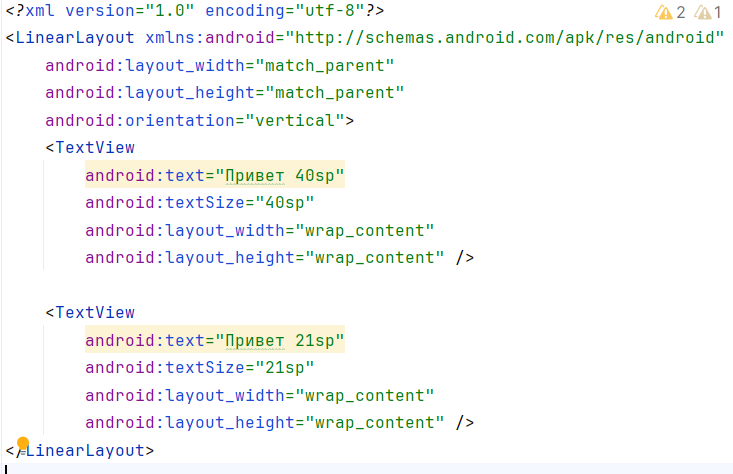 <?xml version="1.0" encoding="utf-8"?>
2 1
<LinearLayout xmlns:android="http://schemas.android.com/apk/res/android"
    android:layout_width="match_parent"
    android:layout_height="match_parent"
    android:orientation="vertical">
    <TextView
        android:text="Привет 40sp"
        android:textSize="40sp"
        android:layout_width="wrap_content"
        android:layout_height="wrap_content" />
    <TextView
        android:text="Привет 21sp"
        android:textSize="21sp"
        android:layout_width="wrap_content"
        android:layout_height="wrap_content" />
</LinearLayout>